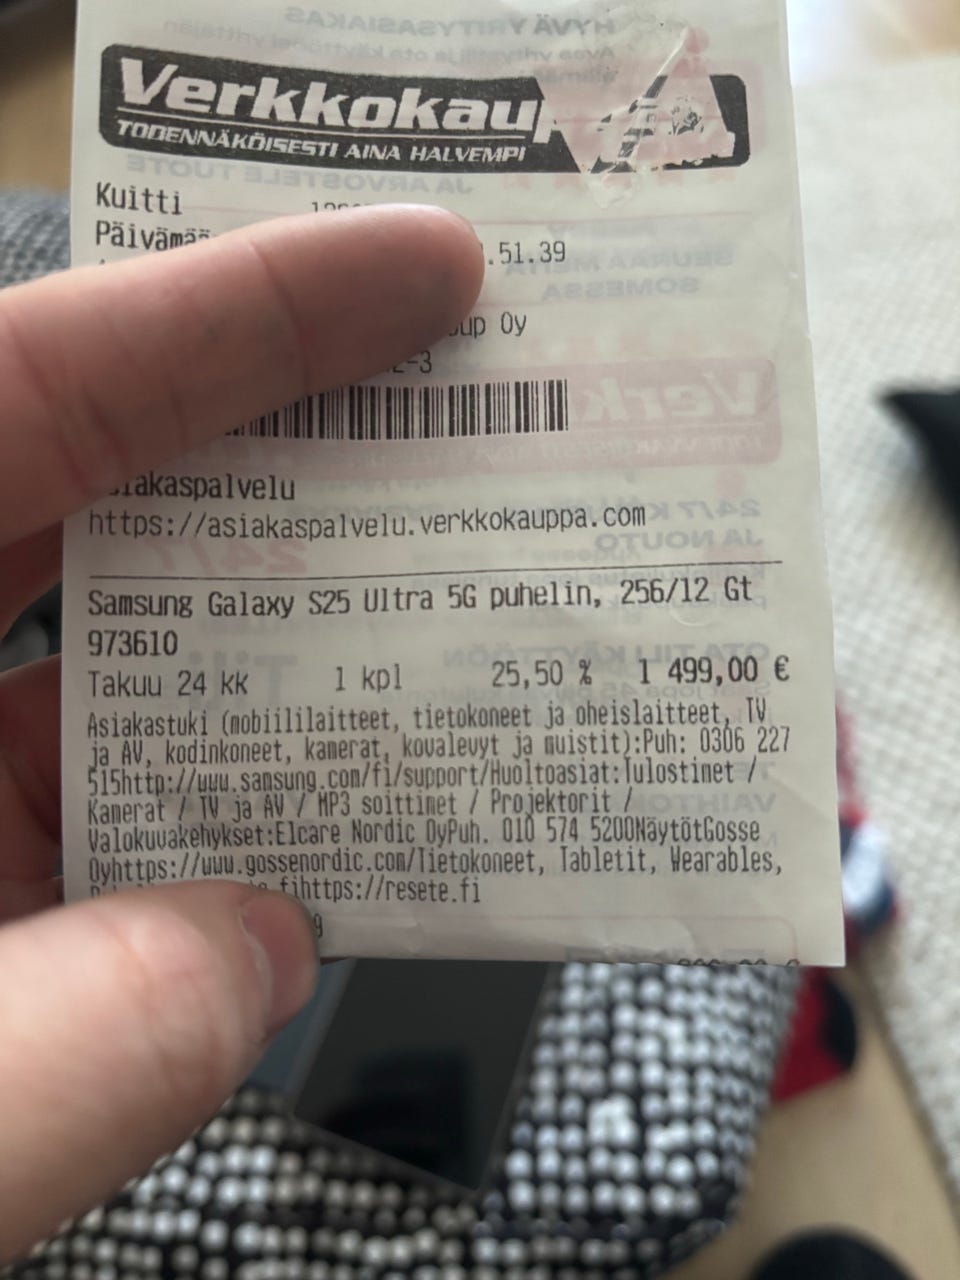 Verkkokaup
TODENNÄKÖISESTI AINA HALVEMPI
Kuitti
Päivämää
.51.39
Oy
-3
iakaspalvelu
https://asiakaspalvelu.verkkokauppa.com
Samsung Galaxy S25 Ultra 5G puhelin, 256/12 Gt
973610
Takuu 24 kk 1 kpl 25,50 % 1 499,00 €
Asiakastuki (mobiililaitteet, tietokoneet ja oheislaitteet, TV
ja AV, kodinkoneet, kamerat, kovalevyt ja muistit):Puh: 0306 227
515http://www.samsung.com/fi/support/Huoltoasiat:Tulostimet /
Kamerat / TV ja AV / MP3 soittimet / Projektorit /
Valokuvakehykset:Elcare Nordic OyPuh. 010 574 5200NäytötGosse
Oyhttps://www.gossenordic.com/Tietokoneet, Tabletit, Wearables,
fihttps://resete.fi
9